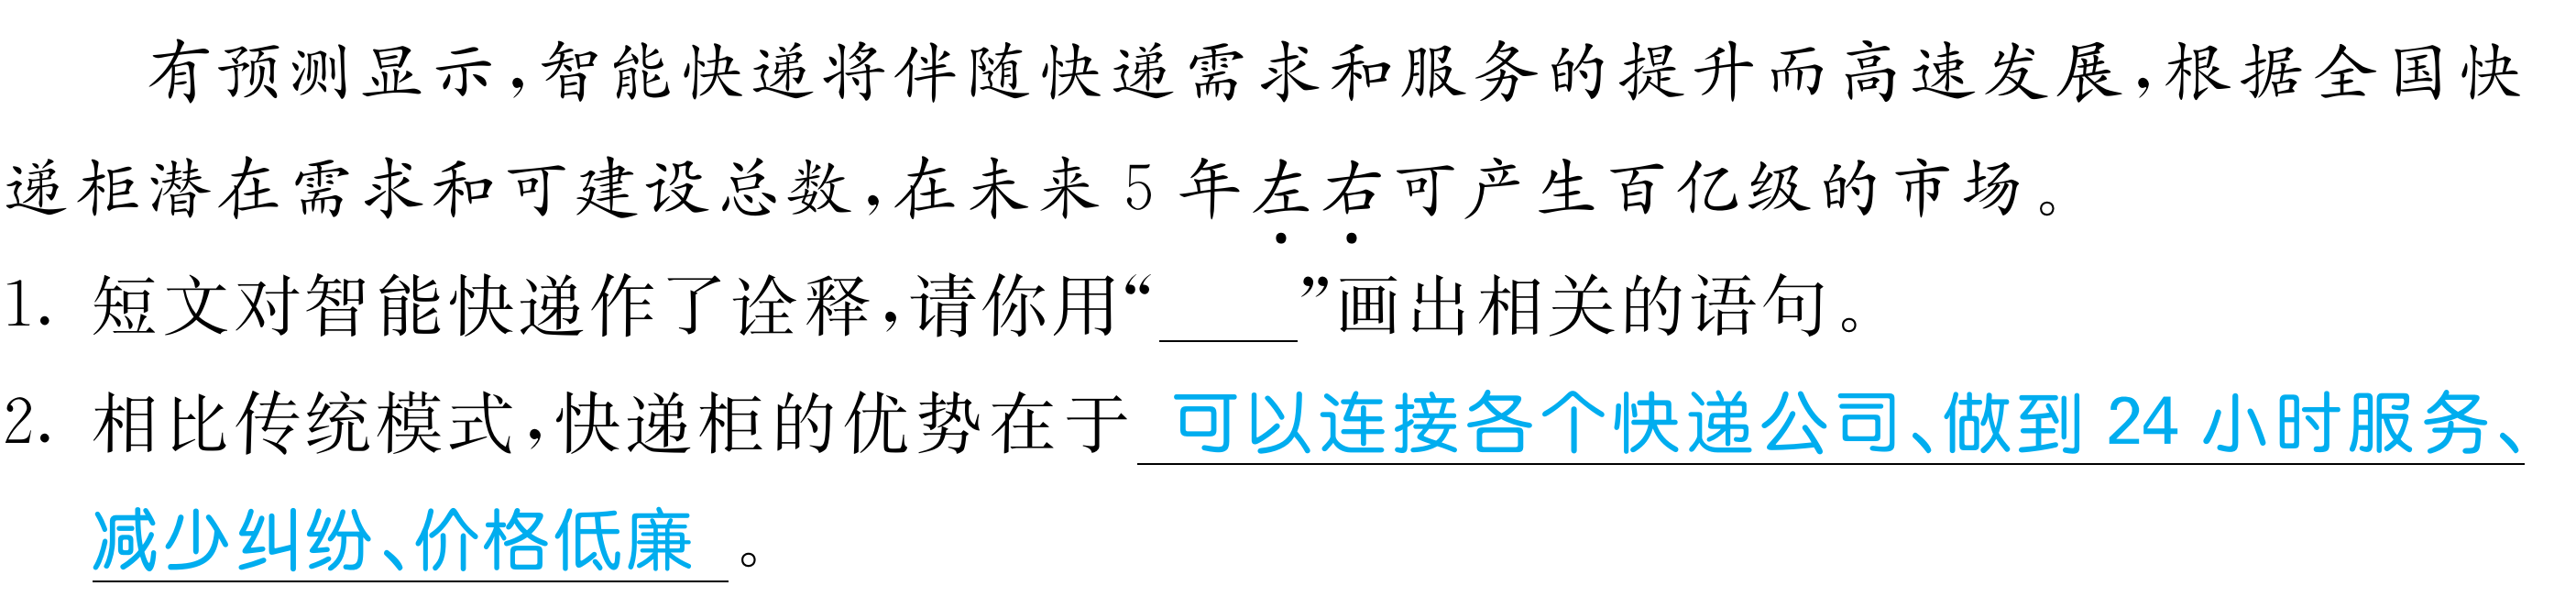 有预测显示,智能快递将伴随快递需求和服务的提升而高速发展,根据全国快
递柜潜在需求和可建设总数,在未来 5 年左右可产生百亿级的市场。
1. 短文对智能快递作了诠释,请你用“____”画出相关的语句。
2. 相比传统模式,快递柜的优势在于 可以连接各个快递公司、做到 24 小时服务、
减少纠纷、价格低廉 。